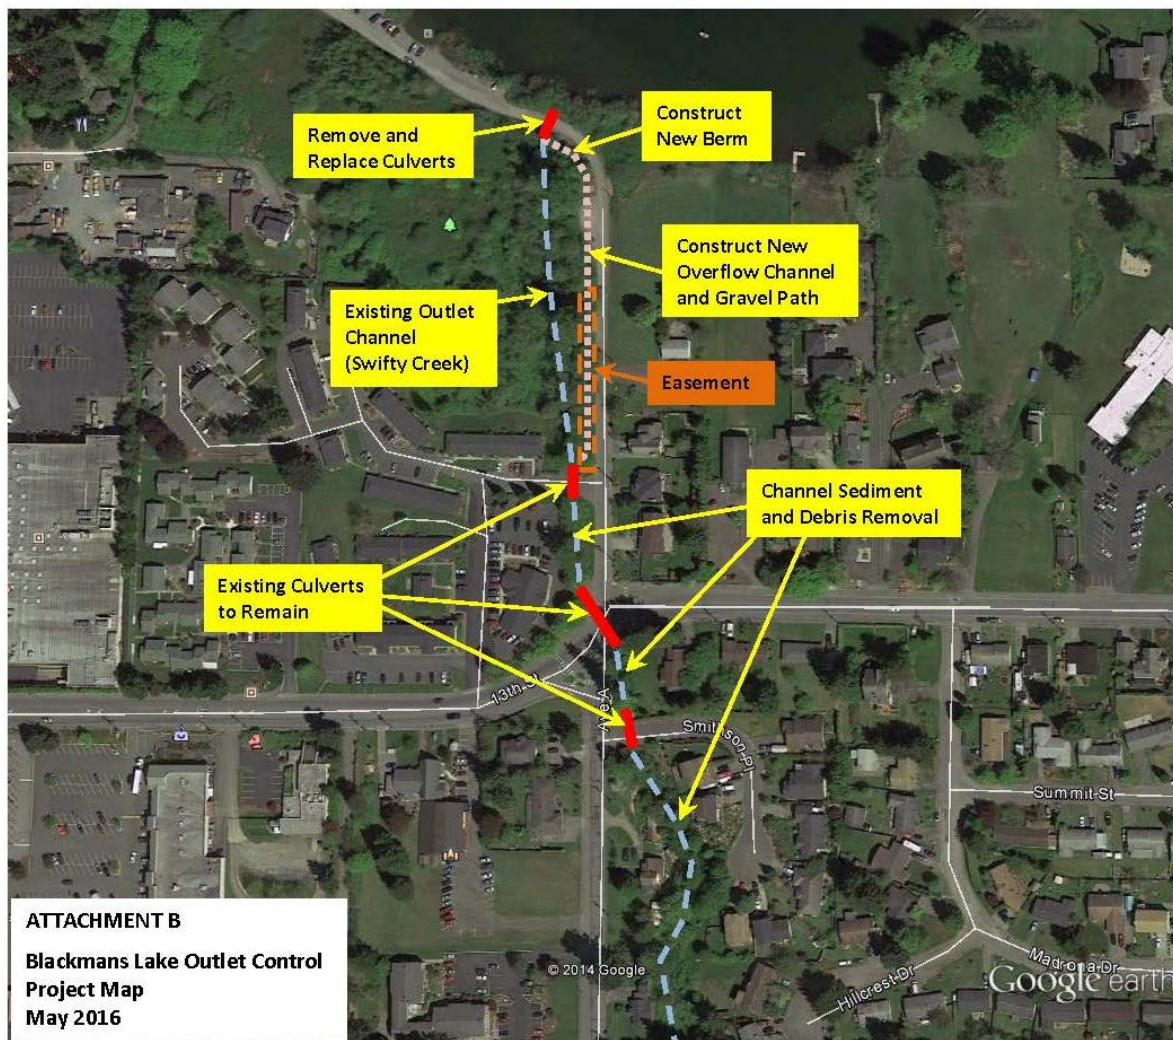 Remove and
Replace Culverts
Construct
New Berm
Construct New
Overflow Channel
and Gravel Path
Existing Outlet
Channel
(Swifty Creek)
Easement
Channel Sediment
and Debris Removal
Existing Culverts
to Remain
13th St
Ave A
Smithson Pl
Summit St
Hillcrest Dr
Madrona Dr
© 2014 Google
Google earth
ATTACHMENT B
Blackmans Lake Outlet Control
Project Map
May 2016